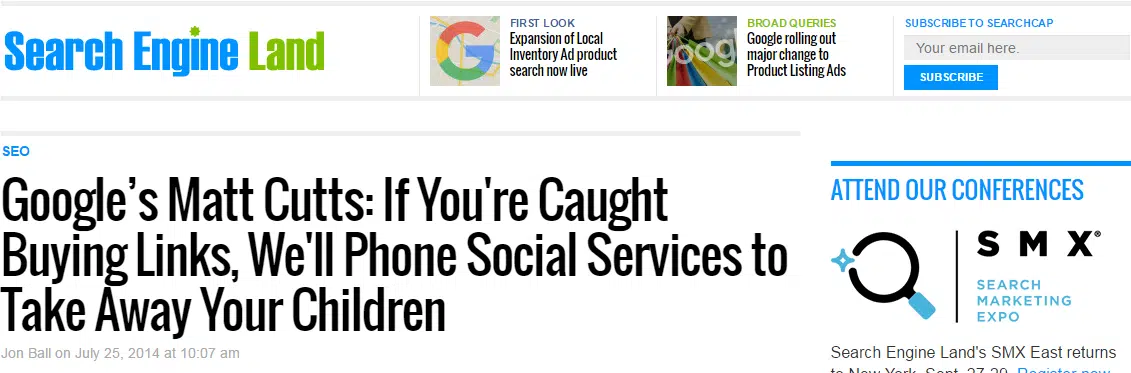 Search Engine Land
FIRST LOOK
Expansion of Local
Inventory Ad product
search now live
Google
BROAD QUERIES
Google rolling out
major change to
Product Listing Ads
SUBSCRIBE TO SEARCHCAP
Your email here.
SUBSCRIBE
SEO
Google’s Matt Cutts: If You're Caught
Buying Links, We'll Phone Social Services to
Take Away Your Children
Jon Ball on July 25, 2014 at 10:07 am
ATTEND OUR CONFERENCES
SMX®
SEARCH
MARKETING
EXPO
Search Engine Land's SMX East returns
to New York, Sept. 27-29. Register now